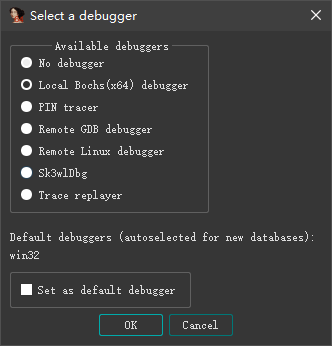 Select a debugger
Available debuggers
No debugger
Local Bochs(x64) debugger
PIN tracer
Remote GDB debugger
Remote Linux debugger
Sk3wlDbg
Trace replayer
Default debuggers (autoselected for new databases):
win32
Set as default debugger
OK
Cancel